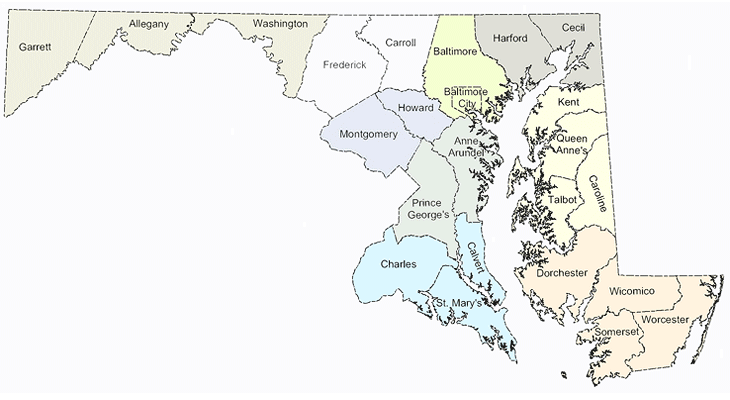 Garrett
Allegany
Washington
Frederick
Carroll
Baltimore
Harford
Cecil
Baltimore
City
Howard
Montgomery
Anne
Arundel
Kent
Queen
Anne's
Talbot
Caroline
Prince
George's
Charles
Calvert
St. Mary's
Dorchester
Wicomico
Somerset
Worcester